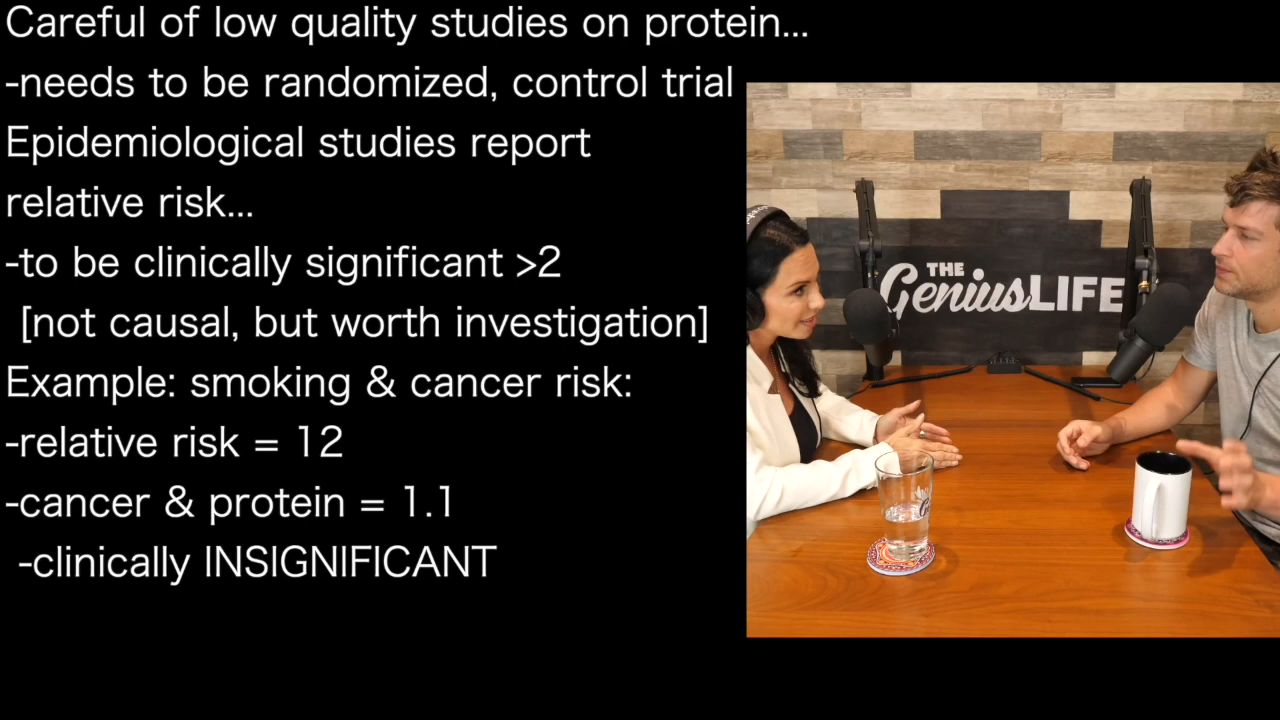 Careful of low quality studies on protein...
-needs to be randomized, control trial
Epidemiological studies report
relative risk...
-to be clinically significant >2
[not causal, but worth investigation]
Example: smoking & cancer risk:
-relative risk = 12
-cancer & protein = 1.1
-clinically INSIGNIFICANT
THE
Genius LIFE